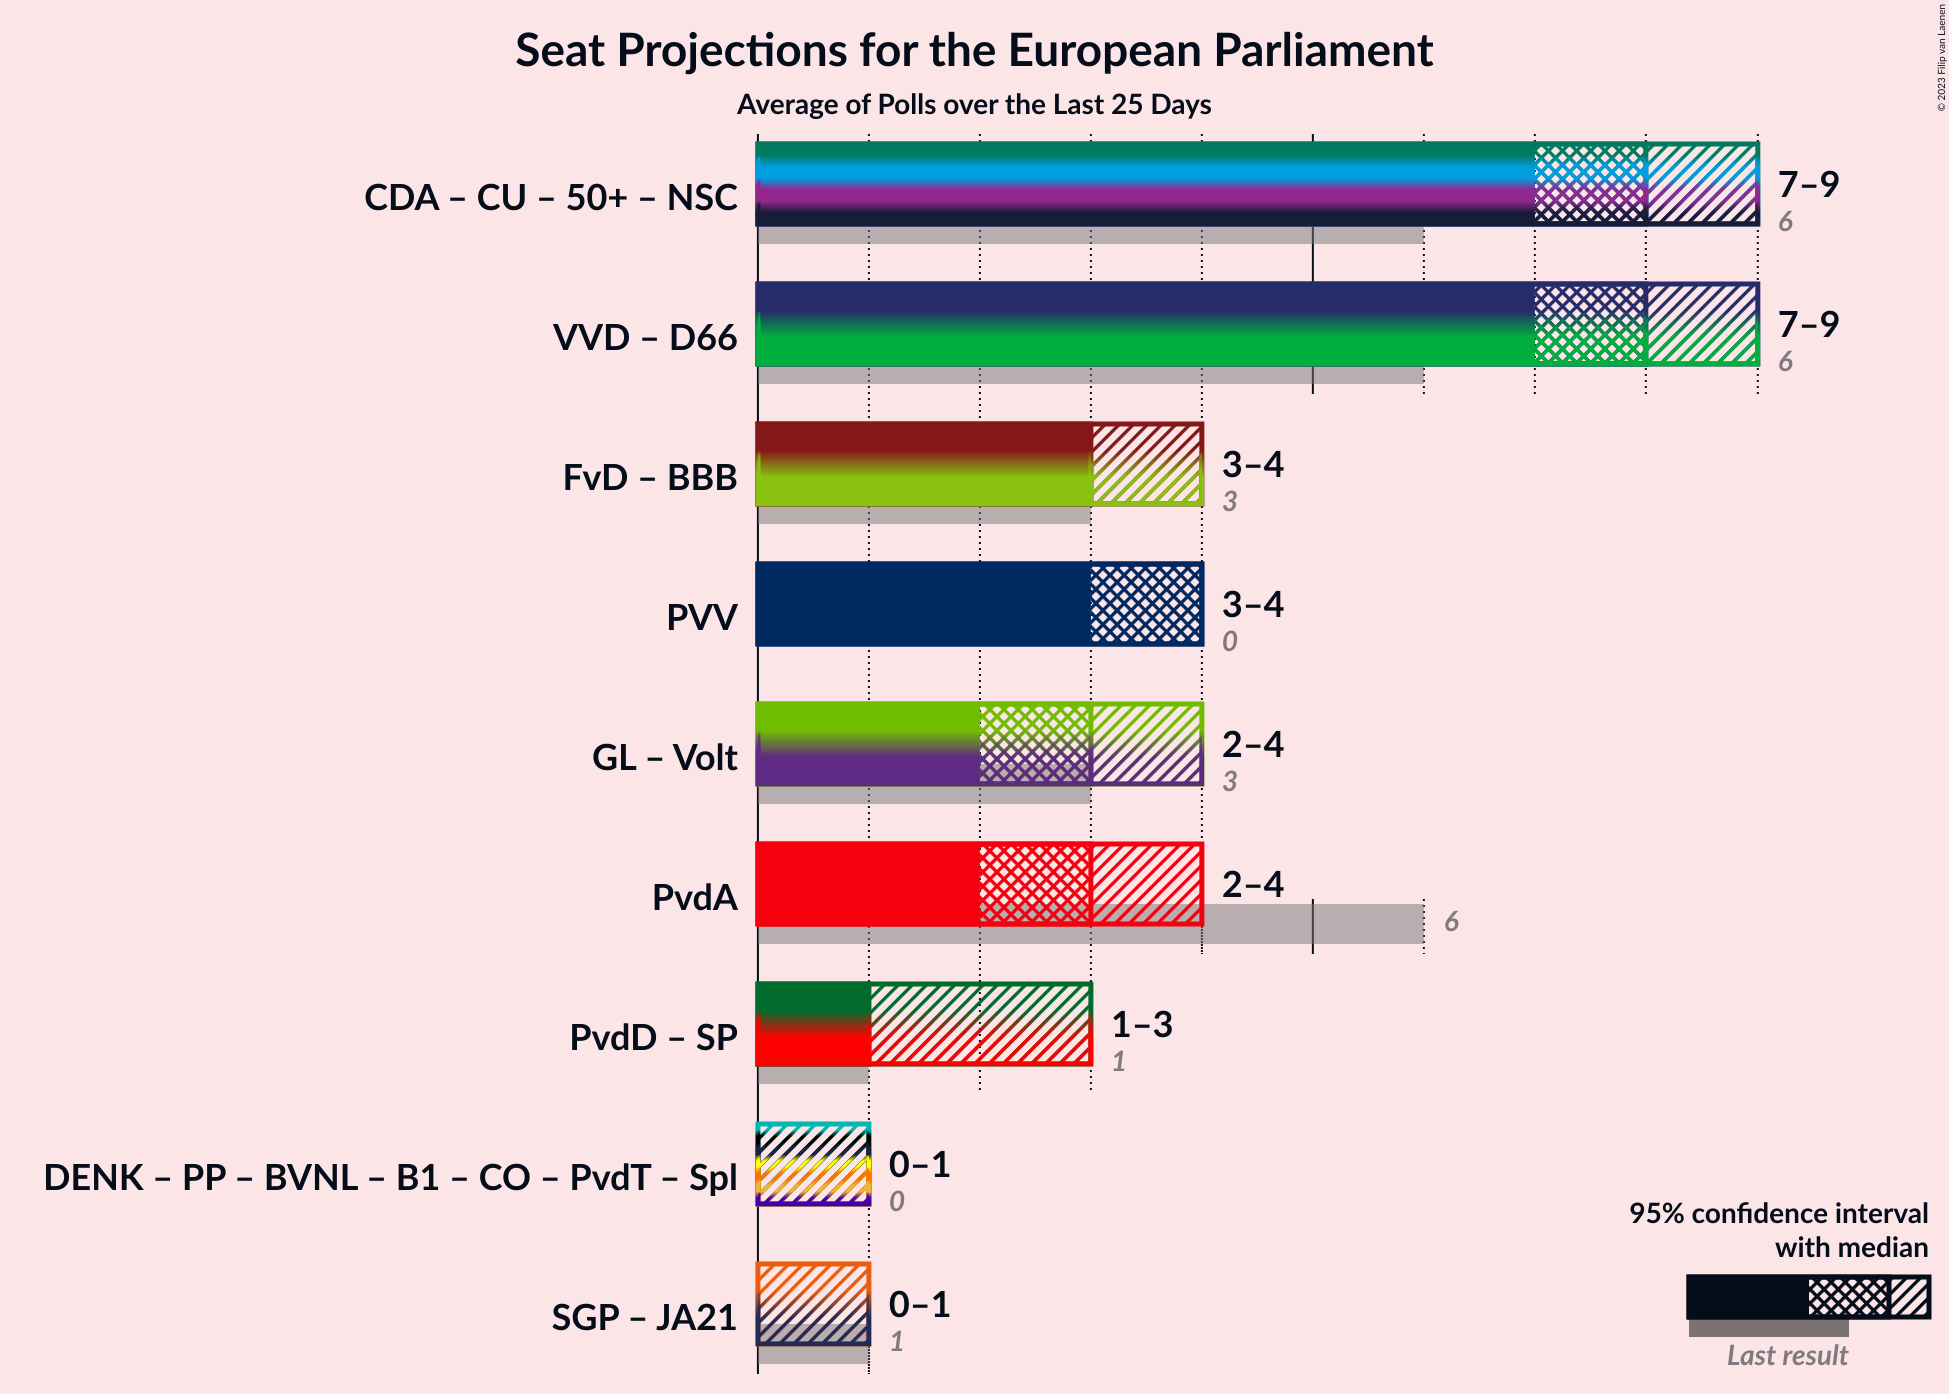 Seat Projections for the European Parliament
Average of Polls over the Last 25 Days
© 2023 Filip van Laenen
CDA – CU – 50+ – NSC
7–9
6
VVD – D66
7–9
6
FvD – BBB
3–4
3
PVV
3–4
0
GL – Volt
2–4
3
PvdA
2–4
6
PvdD – SP
1–3
1
DENK – PP – BVNL – B1 – CO – PvdT – Spl
0–1
0
SGP – JA21
0–1
1
95% confidence interval
with median
Last result